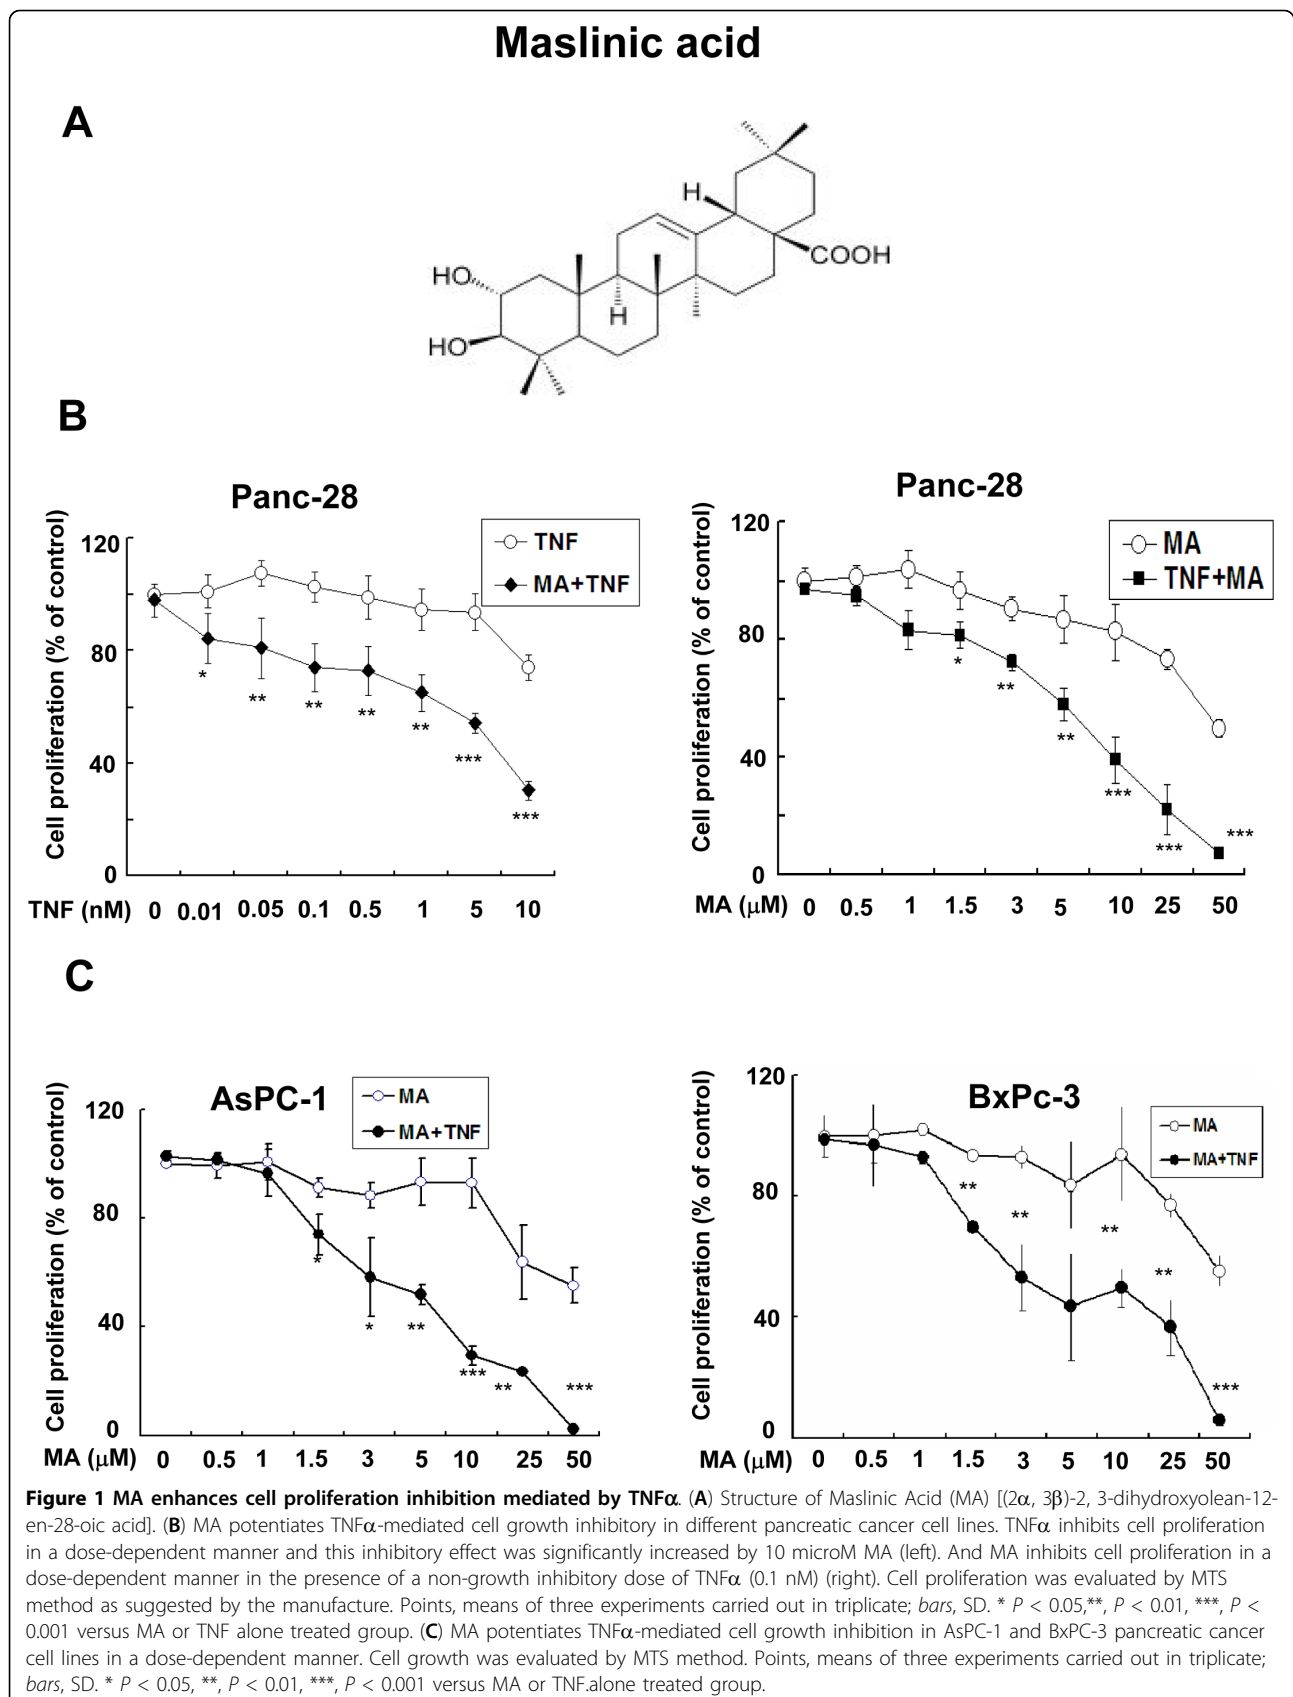 Maslinic acid
A
H
COOH
HO
H
HO
B
Panc-28
Cell proliferation (% of control)
120
80
40
0
TNF
MA+TNF
*
**
**
**
**
***
***
TNF (nM) 0 0.01 0.05 0.1 0.5 1 5 10
Panc-28
Cell proliferation (% of control)
120
80
40
0
MA
TNF+MA
*
**
**
***
***
***
MA (μM) 0 0.5 1 1.5 3 5 10 25 50
C
AsPC-1
Cell proliferation (% of control)
120
80
40
0
MA
MA+TNF
*
*
**
***
**
***
MA (μM) 0 0.5 1 1.5 3 5 10 25 50
BxPc-3
Cell proliferation (% of control)
120
80
40
0
MA
MA+TNF
**
**
**
**
***
MA (μM) 0 0.5 1 1.5 3 5 10 25 50
Figure 1 MA enhances cell proliferation inhibition mediated by TNFα. (A) Structure of Maslinic Acid (MA) [(2α, 3β)-2, 3-dihydroxyolean-12-
en-28-oic acid]. (B) MA potentiates TNFα-mediated cell growth inhibitory in different pancreatic cancer cell lines. TNFα inhibits cell proliferation
in a dose-dependent manner and this inhibitory effect was significantly increased by 10 microM MA (left). And MA inhibits cell proliferation in a
dose-dependent manner in the presence of a non-growth inhibitory dose of TNFα (0.1 nM) (right). Cell proliferation was evaluated by MTS
method as suggested by the manufacture. Points, means of three experiments carried out in triplicate; bars, SD. * P < 0.05,**, P < 0.01, ***, P <
0.001 versus MA or TNF alone treated group. (C) MA potentiates TNFα-mediated cell growth inhibition in AsPC-1 and BxPC-3 pancreatic cancer
cell lines in a dose-dependent manner. Cell growth was evaluated by MTS method. Points, means of three experiments carried out in triplicate;
bars, SD. * P < 0.05, **, P < 0.01, ***, P < 0.001 versus MA or TNF.alone treated group.